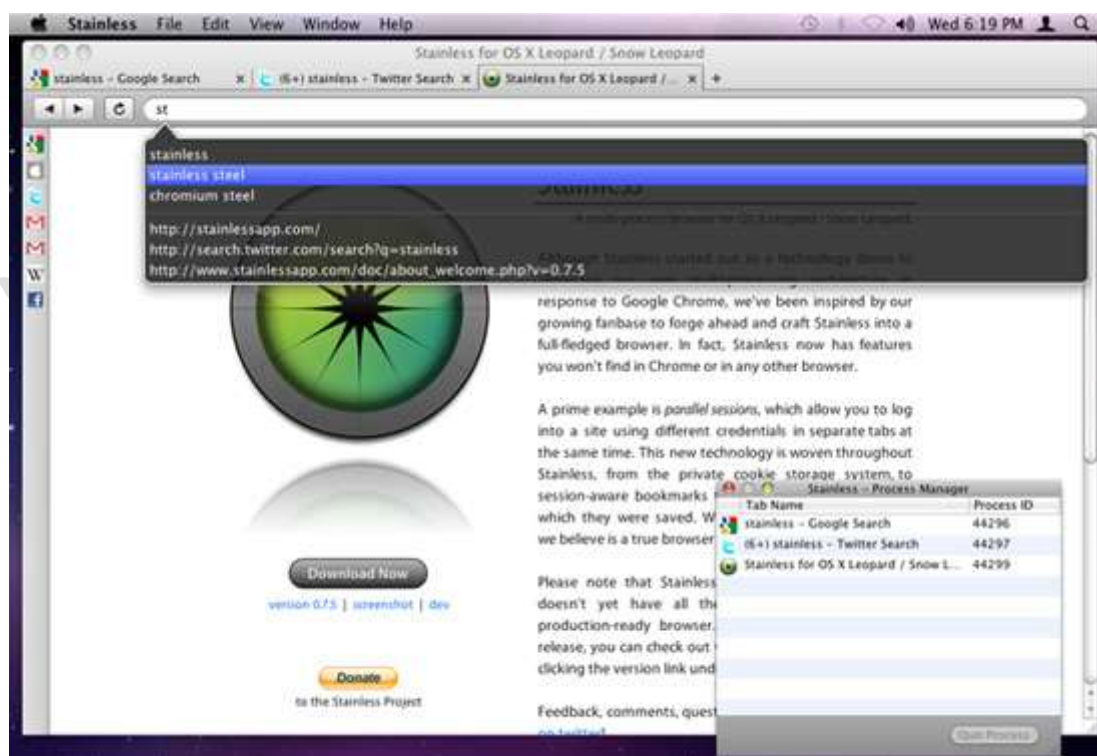 Stainless File Edit View Window Help Wed 6:19 PM
Stainless for OS X Leopard / Snow Leopard
stainless – Google Search
(6+) stainless – Twitter Search
Stainless for OS X Leopard / ...
st
stainless
stainless steel
chromium steel
http://stainlessapp.com/
http://search.twitter.com/search?q=stainless
http://www.stainlessapp.com/doc/about_welcome.php?v=0.7.5
Stainless
response to Google Chrome, we've been inspired by our
growing fanbase to forge ahead and craft Stainless into a
full-fledged browser. In fact, Stainless now has features
you won't find in Chrome or in any other browser.
A prime example is parallel sessions, which allow you to log
into a site using different credentials in separate tabs at
the same time. This new technology is woven throughout
Stainless, from the private cookie storage system, to
session-aware bookmarks
which they were saved. W
we believe is a true browser
Please note that Stainless
doesn't yet have all the
production-ready browser.
release, you can check out
clicking the version link und
Feedback, comments, quest
on twitter!
Download Now
version 0.7.5 | screenshot | dev
Donate
to the Stainless Project
Stainless – Process Manager
Tab Name Process ID
stainless – Google Search 44296
(6+) stainless – Twitter Search 44297
Stainless for OS X Leopard / Snow L... 44299
Quit Process